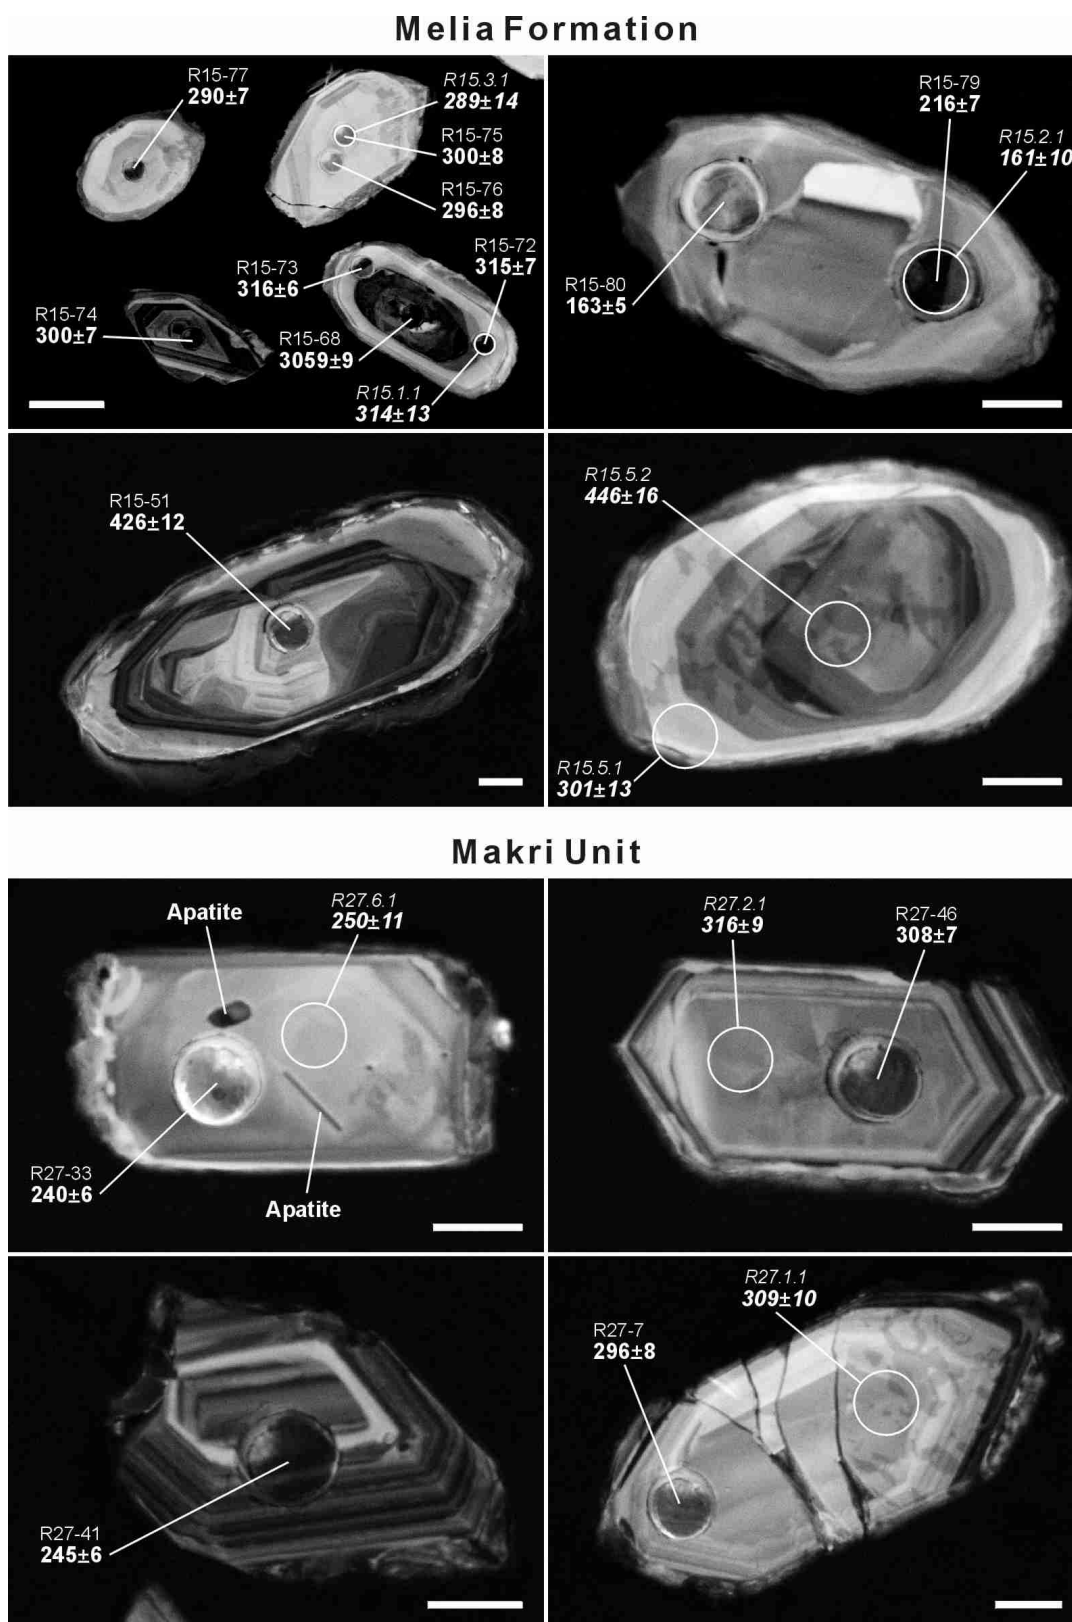 Melia Formation
R15-77
290±7
R15.3.1
289±14
R15-75
300±8
R15-76
296±8
R15-73
316±6
R15-72
315±7
R15-74
300±7
R15-68
3059±9
R15.1.1
314±13
R15-79
216±7
R15.2.1
161±10
R15-80
163±5
R15-51
426±12
R15.5.2
446±16
R15.5.1
301±13
Makri Unit
Apatite
R27.6.1
250±11
R27-33
240±6
Apatite
R27.2.1
316±9
R27-46
308±7
R27-41
245±6
R27.1.1
309±10
R27-7
296±8